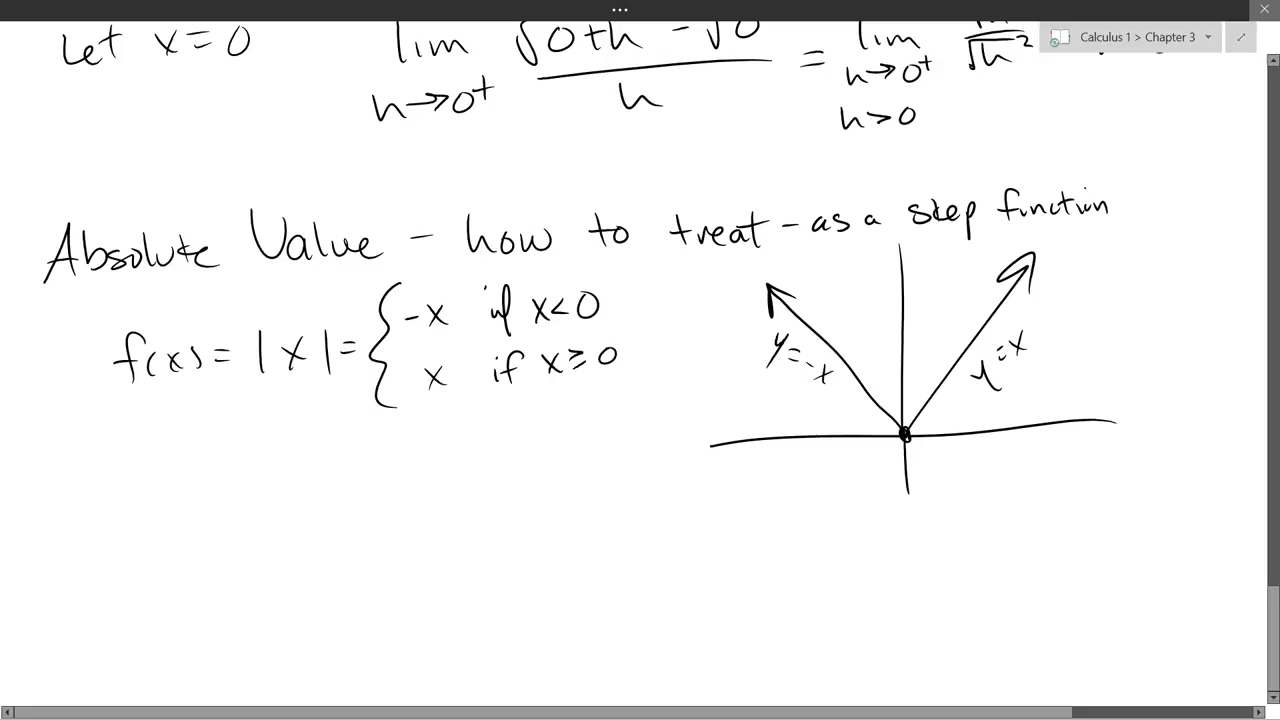 ...
Calculus 1 > Chapter 3
Let x = 0 lim h→0+ √0+h - √0 / h = lim h→0+ √h²
h > 0
Absolute Value - how to treat - as a step function
f(x) = |x| = { -x if x < 0
x if x ≥ 0
y = -x
y = x